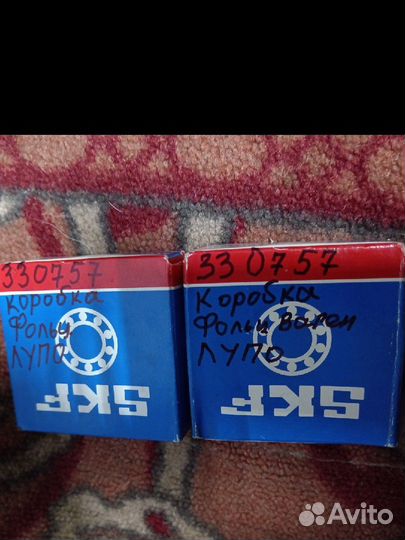 330757
Коробка
Фольц
ЛУПО
SKF
330757
Коробка
ФольцВаген
ЛУПО
SKF
Avito